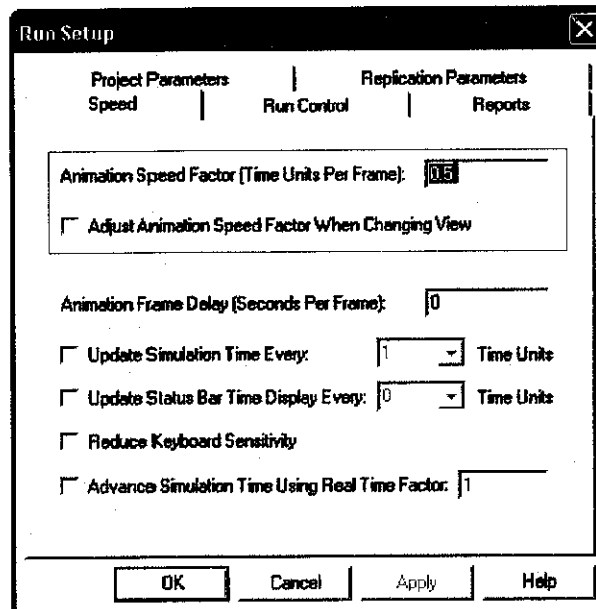 Run Setup
Project Parameters Replication Parameters
Speed Run Control Reports
Animation Speed Factor (Time Units Per Frame): 0.5
Adjust Animation Speed Factor When Changing View
Animation Frame Delay (Seconds Per Frame): 0
Update Simulation Time Every: 1 Time Units
Update Status Bar Time Display Every: 0 Time Units
Reduce Keyboard Sensitivity
Advance Simulation Time Using Real Time Factor: 1
OK Cancel Apply Help